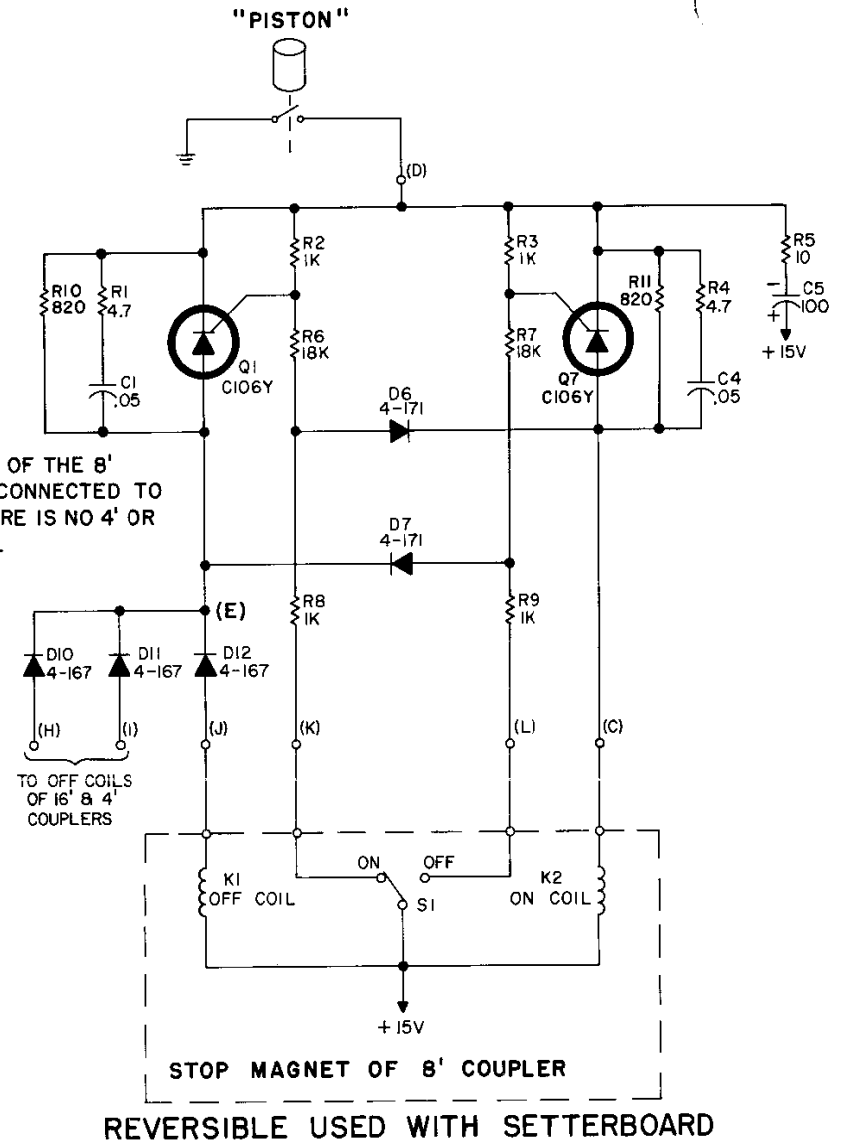 "PISTON"
(D)
R2
1K
R3
1K
R5
10
R10
820
R1
4.7
R11
820
R4
4.7
-
C5
100
+
+15V
R6
18K
R7
18K
Q1
C106Y
Q7
C106Y
C1
.05
C4
.05
D6
4-171
OF THE 8'
CONNECTED TO
RE IS NO 4' OR
D7
4-171
(E)
R8
1K
R9
1K
D10
4-167
D11
4-167
D12
4-167
(H)
(I)
(J)
(K)
(L)
(C)
TO OFF COILS
OF 16' & 4'
COUPLERS
ON
OFF
K1
OFF COIL
S1
K2
ON COIL
+15V
STOP MAGNET OF 8' COUPLER
REVERSIBLE USED WITH SETTERBOARD